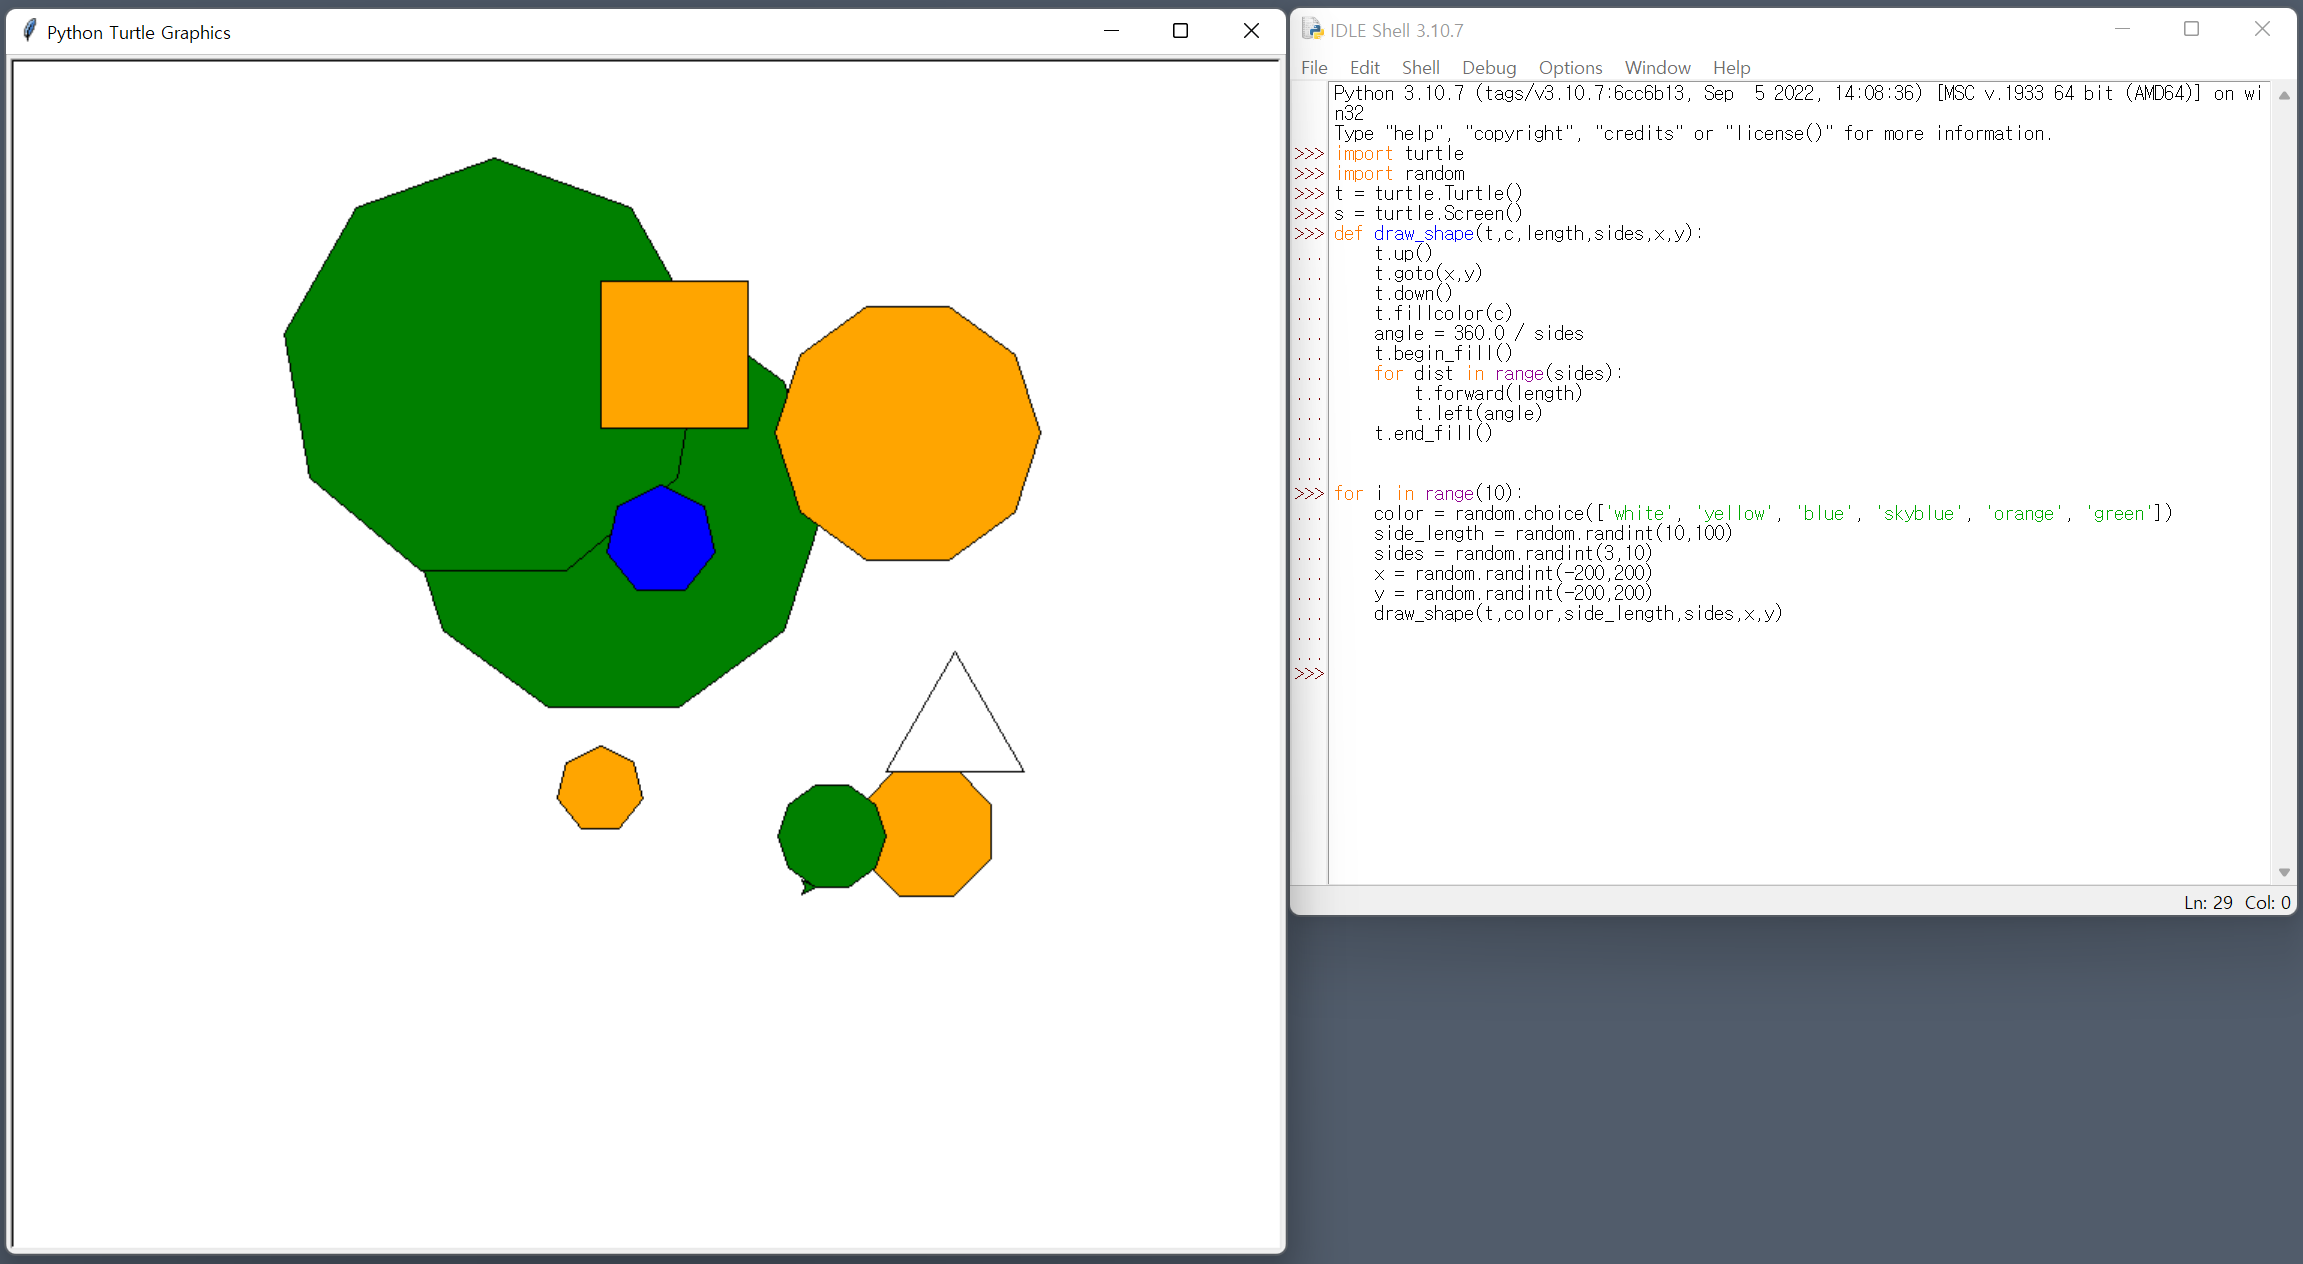 Python Turtle Graphics
IDLE Shell 3.10.7
File Edit Shell Debug Options Window Help
Python 3.10.7 (tags/v3.10.7:6cc6b13, Sep  5 2022, 14:08:36) [MSC v.1933 64 bit (AMD64)] on wi
n32
Type "help", "copyright", "credits" or "license()" for more information.
>>> import turtle
>>> import random
>>> t = turtle.Turtle()
>>> s = turtle.Screen()
>>> def draw_shape(t,c,length,sides,x,y):
...     t.up()
...     t.goto(x,y)
...     t.down()
...     t.fillcolor(c)
...     angle = 360.0 / sides
...     t.begin_fill()
...     for dist in range(sides):
...         t.forward(length)
...         t.left(angle)
...     t.end_fill()
...
...
>>> for i in range(10):
...     color = random.choice(['white', 'yellow', 'blue', 'skyblue', 'orange', 'green'])
...     side_length = random.randint(10,100)
...     sides = random.randint(3,10)
...     x = random.randint(-200,200)
...     y = random.randint(-200,200)
...     draw_shape(t,color,side_length,sides,x,y)
...
...
>>>
Ln: 29 Col: 0